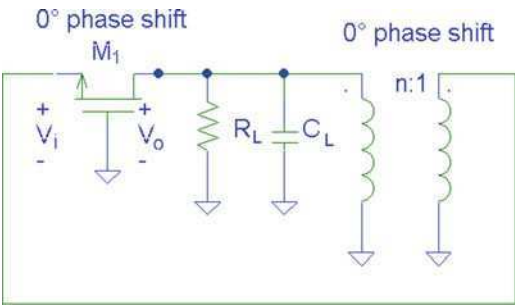 0° phase shift
0° phase shift
M1
n:1
+ +
Vi Vo
- -
RL CL
. .